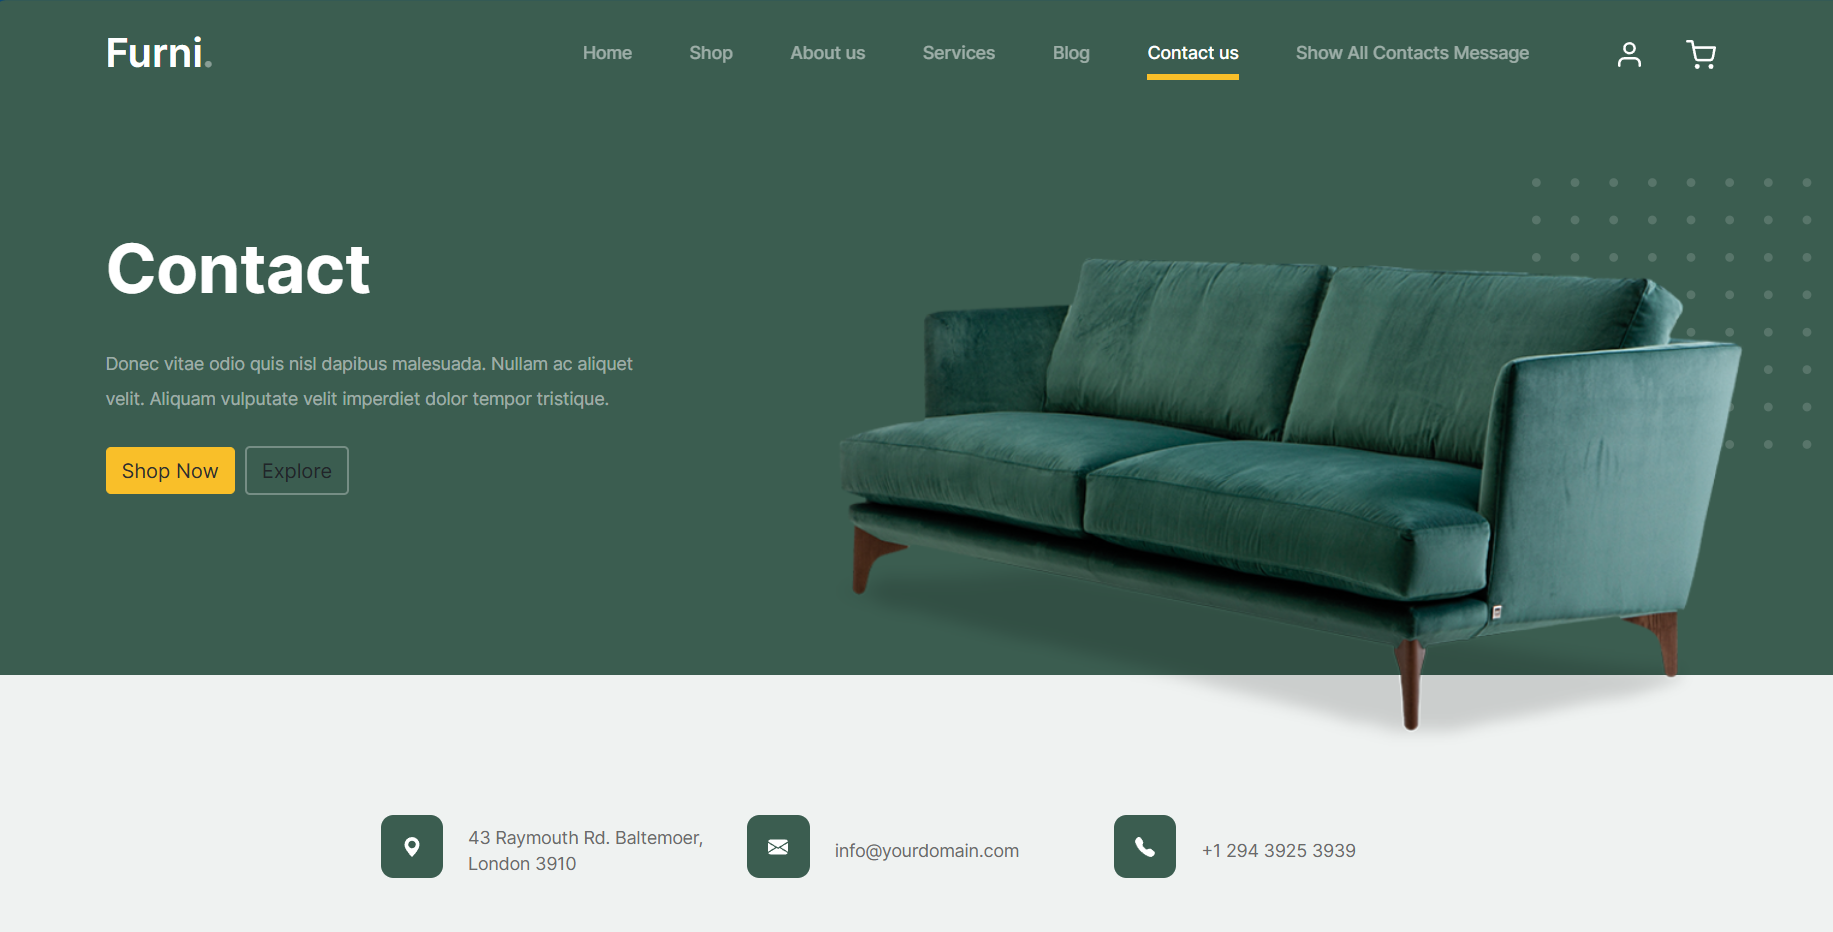 Furni.
Home Shop About us Services Blog Contact us Show All Contacts Message
Contact
Donec vitae odio quis nisl dapibus malesuada. Nullam ac aliquet
velit. Aliquam vulputate velit imperdiet dolor tempor tristique.
Shop Now Explore
43 Raymouth Rd. Baltemoer,
London 3910
info@yourdomain.com
+1 294 3925 3939